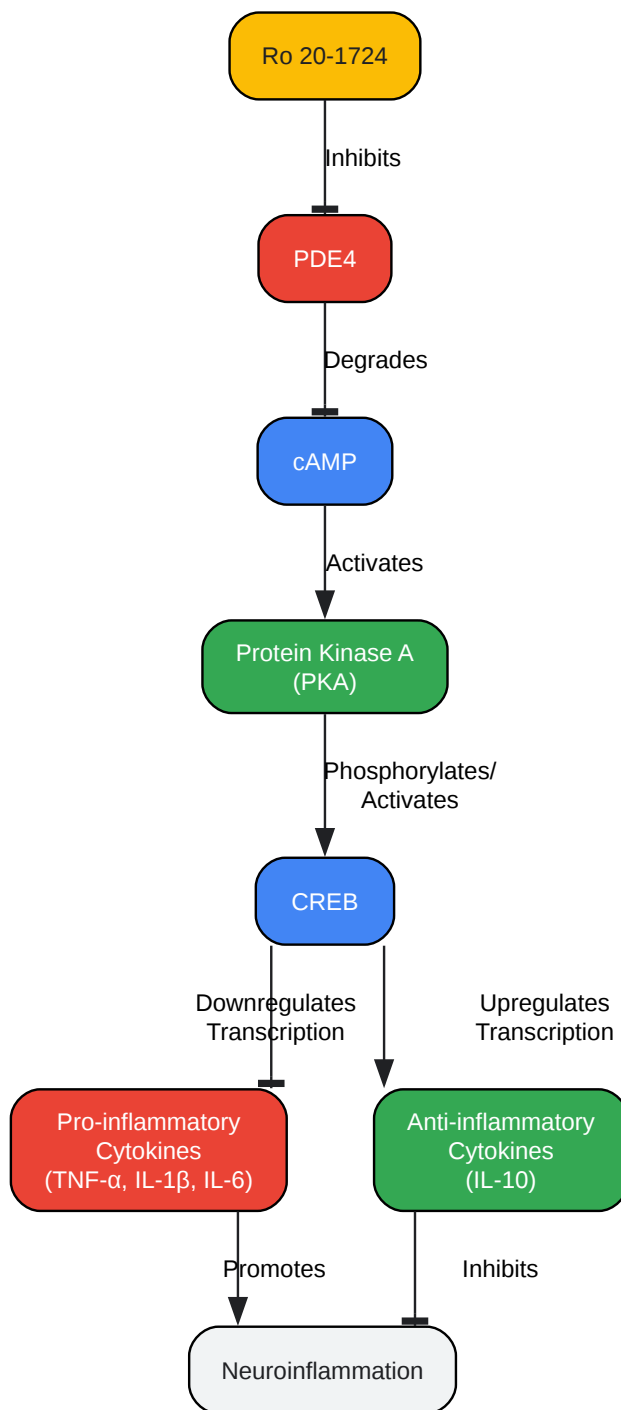 Ro 20-1724
Inhibits
PDE4
Degrades
cAMP
Activates
Protein Kinase A
(PKA)
Phosphorylates/
Activates
CREB
Downregulates
Transcription
Upregulates
Transcription
Pro-inflammatory
Cytokines
(TNF-α, IL-1β, IL-6)
Anti-inflammatory
Cytokines
(IL-10)
Promotes
Inhibits
Neuroinflammation